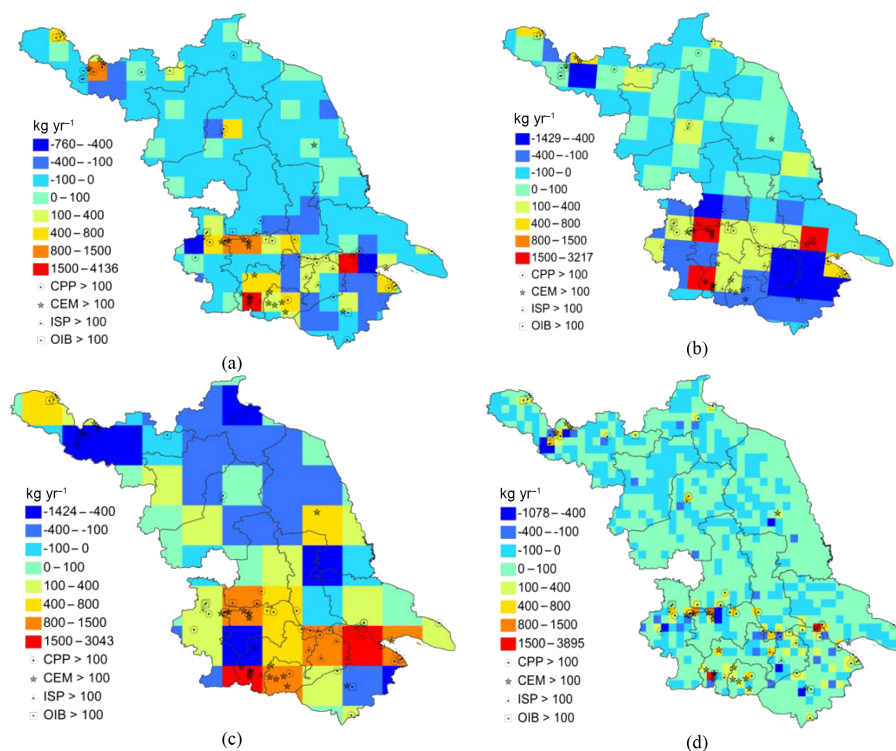 kg yr⁻¹
-760 – -400
-400 – -100
-100 – 0
0 – 100
100 – 400
400 – 800
800 – 1500
1500 – 4136
CPP > 100
CEM > 100
ISP > 100
OIB > 100
(a)
kg yr⁻¹
-1429 – -400
-400 – -100
-100 – 0
0 – 100
100 – 400
400 – 800
800 – 1500
1500 – 3217
CPP > 100
CEM > 100
ISP > 100
OIB > 100
(b)
kg yr⁻¹
-1424 – -400
-400 – -100
-100 – 0
0 – 100
100 – 400
400 – 800
800 – 1500
1500 – 3043
CPP > 100
CEM > 100
ISP > 100
OIB > 100
(c)
kg yr⁻¹
-1078 – -400
-400 – -100
-100 – 0
0 – 100
100 – 400
400 – 800
800 – 1500
1500 – 3895
CPP > 100
CEM > 100
ISP > 100
OIB > 100
(d)